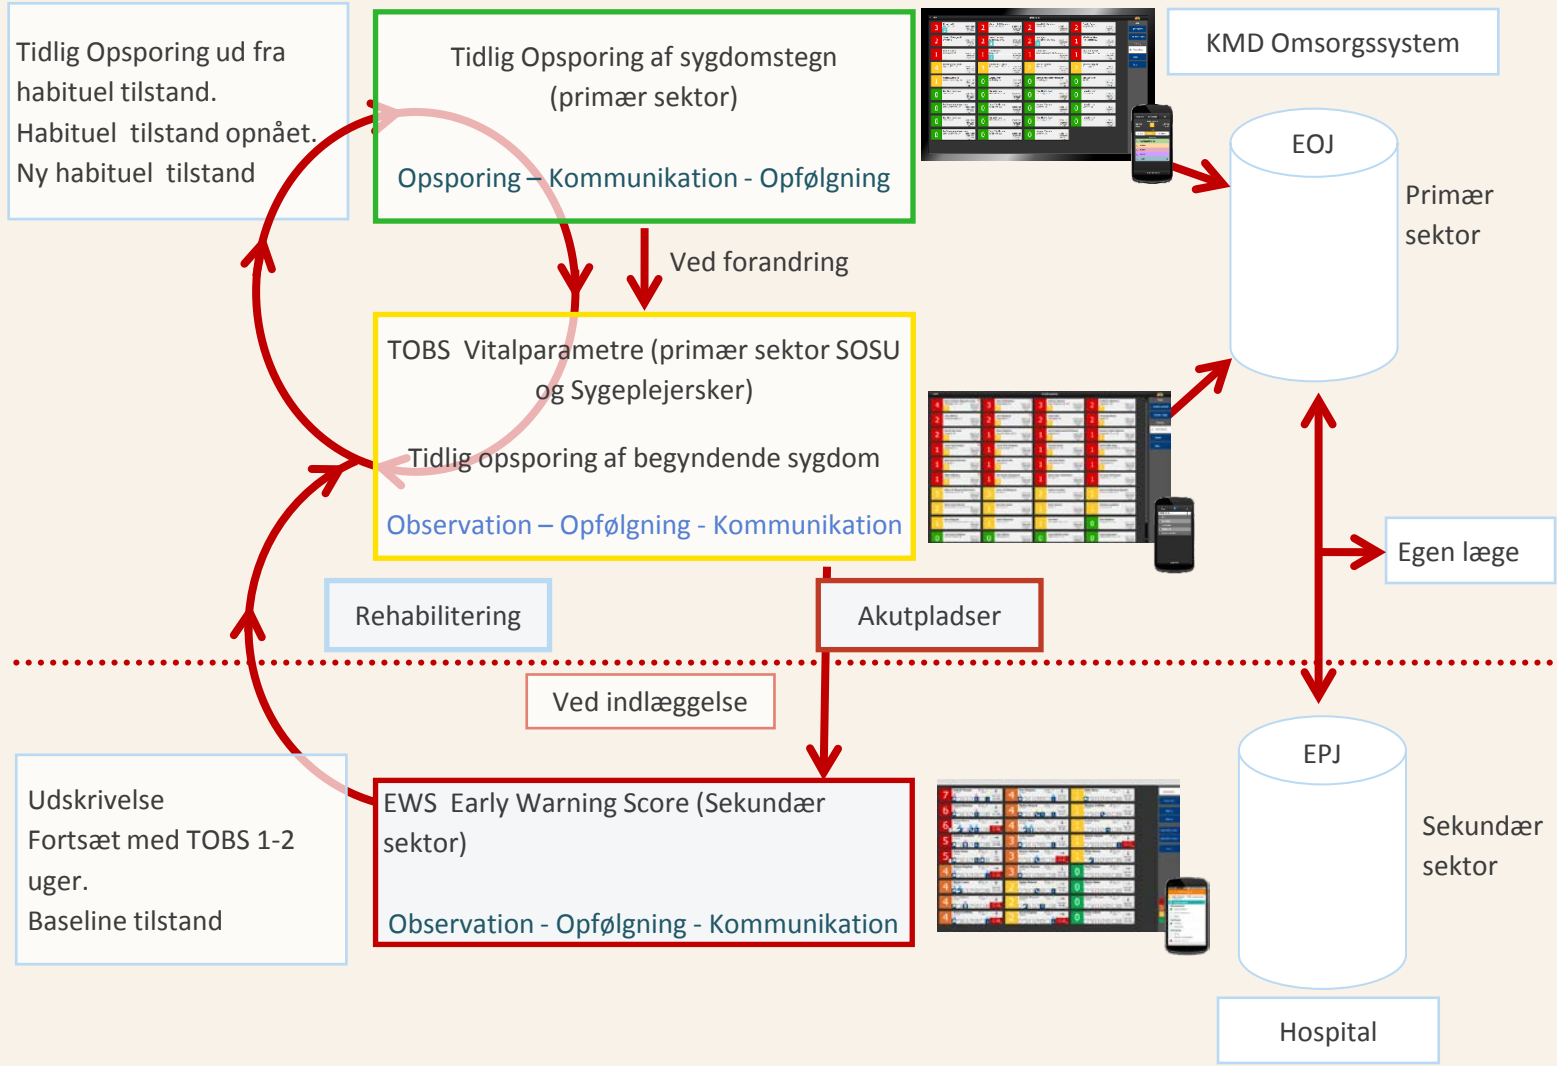 Tidlig Opsporing ud fra
habituel tilstand.
Habituel tilstand opnået.
Ny habituel tilstand
Tidlig Opsporing af sygdomstegn
(primær sektor)
Opsporing – Kommunikation - Opfølgning
KMD Omsorgssystem
EOJ
Primær
sektor
Ved forandring
TOBS Vitalparametre (primær sektor SOSU
og Sygeplejersker)
Tidlig opsporing af begyndende sygdom
Observation – Opfølgning - Kommunikation
Egen læge
Rehabilitering
Akutpladser
Ved indlæggelse
Udskrivelse
Fortsæt med TOBS 1-2
uger.
Baseline tilstand
EWS Early Warning Score (Sekundær
sektor)
Observation - Opfølgning - Kommunikation
EPJ
Sekundær
sektor
Hospital